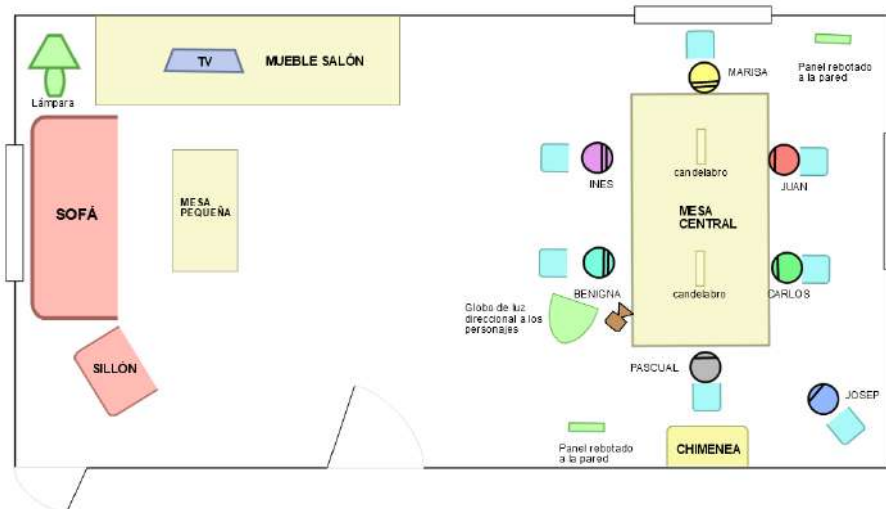 TV
MUEBLE SALÓN
Lámpara
SOFÁ
MESA
PEQUEÑA
SILLÓN
MARISA
Panel rebotado
a la pared
INES
candelabro
JUAN
MESA
CENTRAL
BENIGNA
candelabro
CARLOS
Globo de luz
direccional a los
personajes
PASCUAL
JOSEP
Panel rebotado
a la pared
CHIMENEA